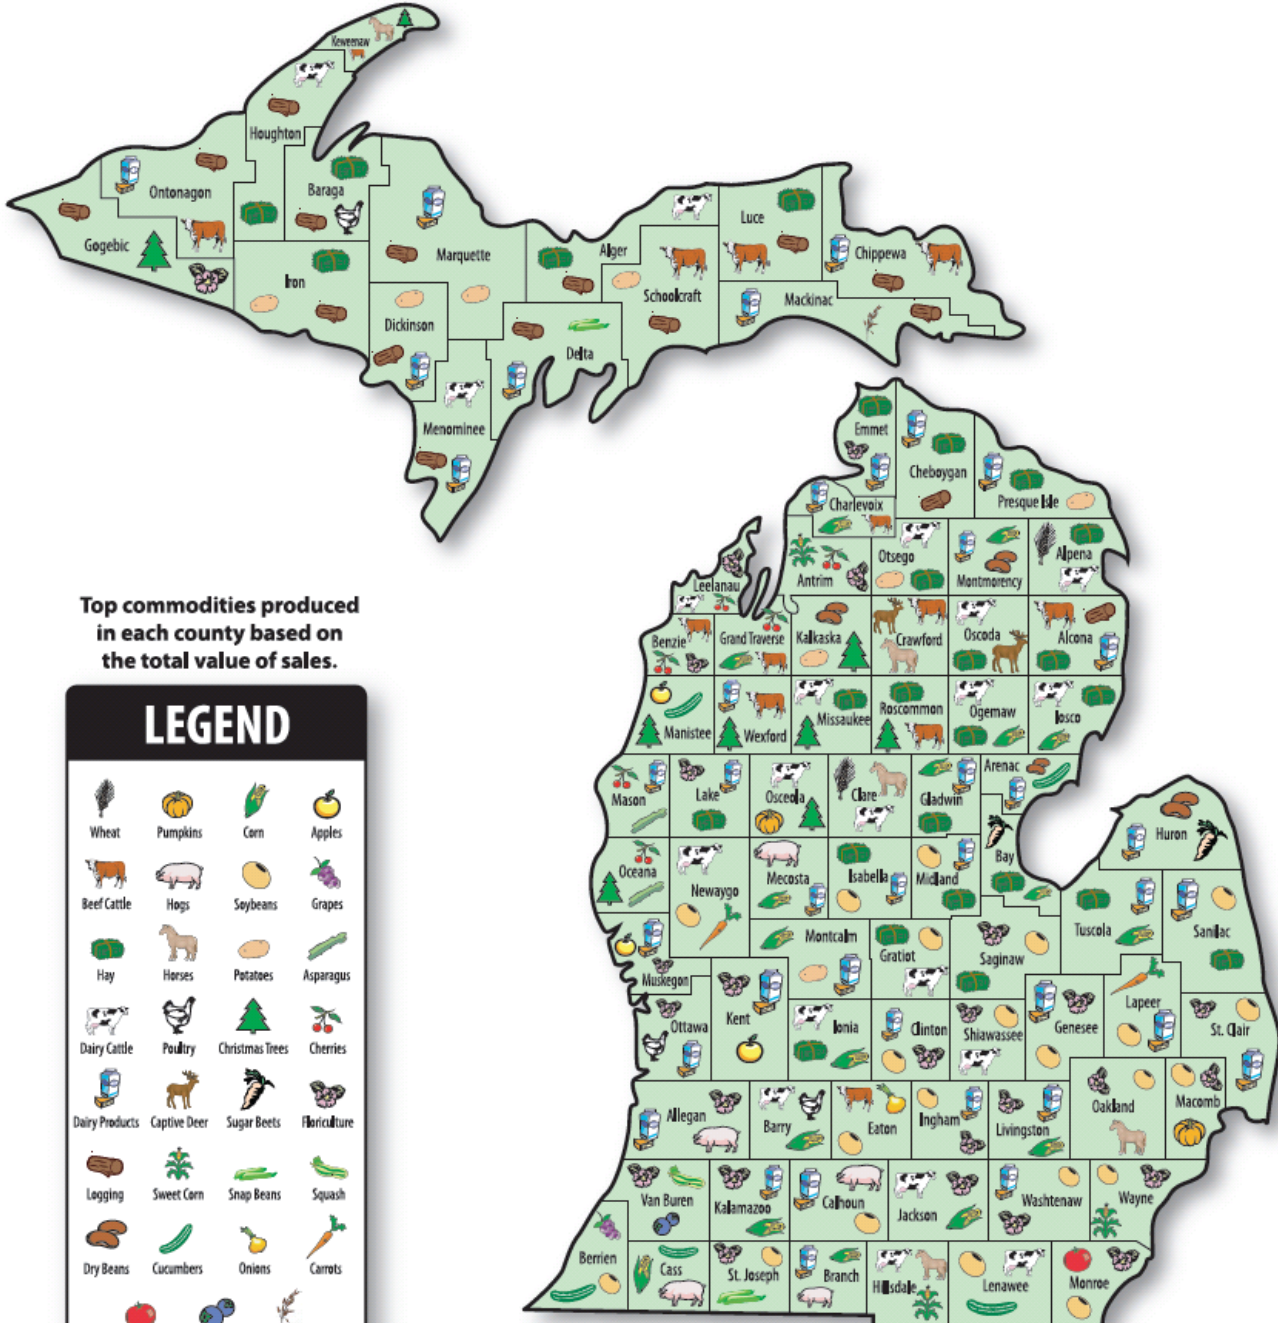 Keweenaw
Houghton
Ontonagon
Baraga
Gogebic
Iron
Marquette
Alger
Luce
Chippewa
Schoolcraft
Mackinac
Dickinson
Delta
Menominee
Emmet
Cheboygan
Presque Isle
Charlevoix
Antrim
Otsego
Montmorency
Alpena
Leelanau
Benzie
Grand Traverse
Kalkaska
Crawford
Oscoda
Alcona
Manistee
Wexford
Missaukee
Roscommon
Ogemaw
Iosco
Mason
Lake
Osceola
Clare
Gladwin
Arenac
Huron
Oceana
Newaygo
Mecosta
Isabella
Midland
Bay
Tuscola
Sanilac
Muskegon
Montcalm
Gratiot
Saginaw
Ottawa
Kent
Ionia
Clinton
Shiawassee
Genesee
Lapeer
St. Clair
Allegan
Barry
Eaton
Ingham
Livingston
Oakland
Macomb
Van Buren
Kalamazoo
Calhoun
Jackson
Washtenaw
Wayne
Berrien
Cass
St. Joseph
Branch
Hillsdale
Lenawee
Monroe
Top commodities produced
in each county based on
the total value of sales.
LEGEND
Wheat Pumpkins Corn Apples
Beef Cattle Hogs Soybeans Grapes
Hay Horses Potatoes Asparagus
Dairy Cattle Poultry Christmas Trees Cherries
Dairy Products Captive Deer Sugar Beets Floriculture
Logging Sweet Corn Snap Beans Squash
Dry Beans Cucumbers Onions Carrots